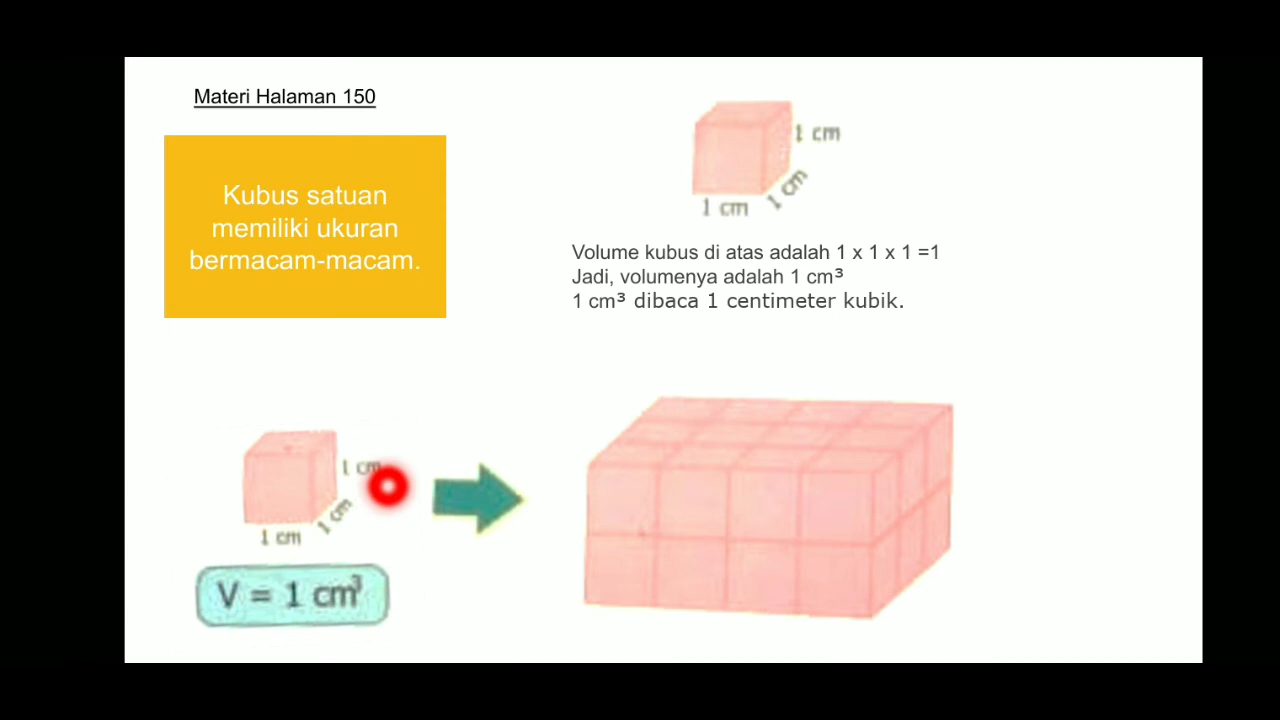 Materi Halaman 150
Kubus satuan
memiliki ukuran
bermacam-macam.
1 cm
1 cm
1 cm
Volume kubus di atas adalah 1 x 1 x 1 =1
Jadi, volumenya adalah 1 cm³
1 cm³ dibaca 1 centimeter kubik.
1 cm
1 cm
1 cm
V = 1 cm³